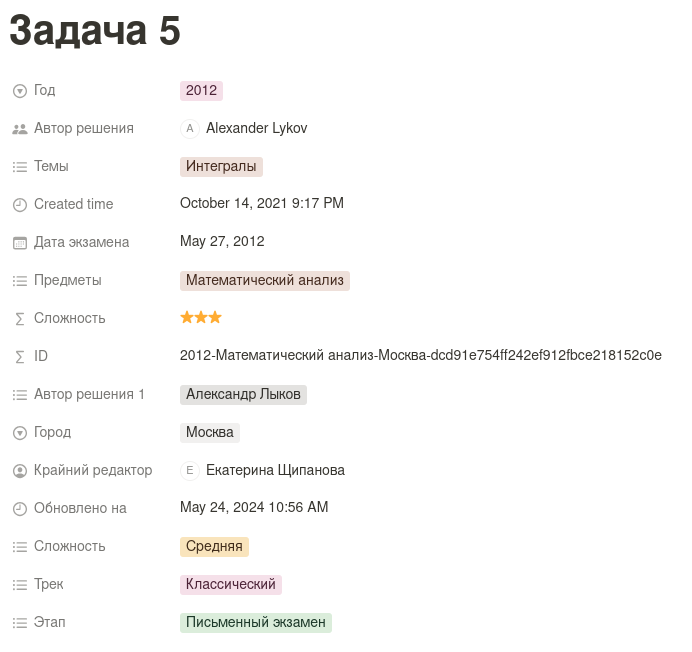 Задача 5
Год 2012
Автор решения A Alexander Lykov
Темы Интегралы
Created time October 14, 2021 9:17 PM
Дата экзамена May 27, 2012
Предметы Математический анализ
Сложность ⭐⭐⭐
ID 2012-Математический анализ-Москва-dcd91e754ff242ef912fbce218152c0e
Автор решения 1 Александр Лыков
Город Москва
Крайний редактор E Екатерина Щипанова
Обновлено на May 24, 2024 10:56 AM
Сложность Средняя
Трек Классический
Этап Письменный экзамен